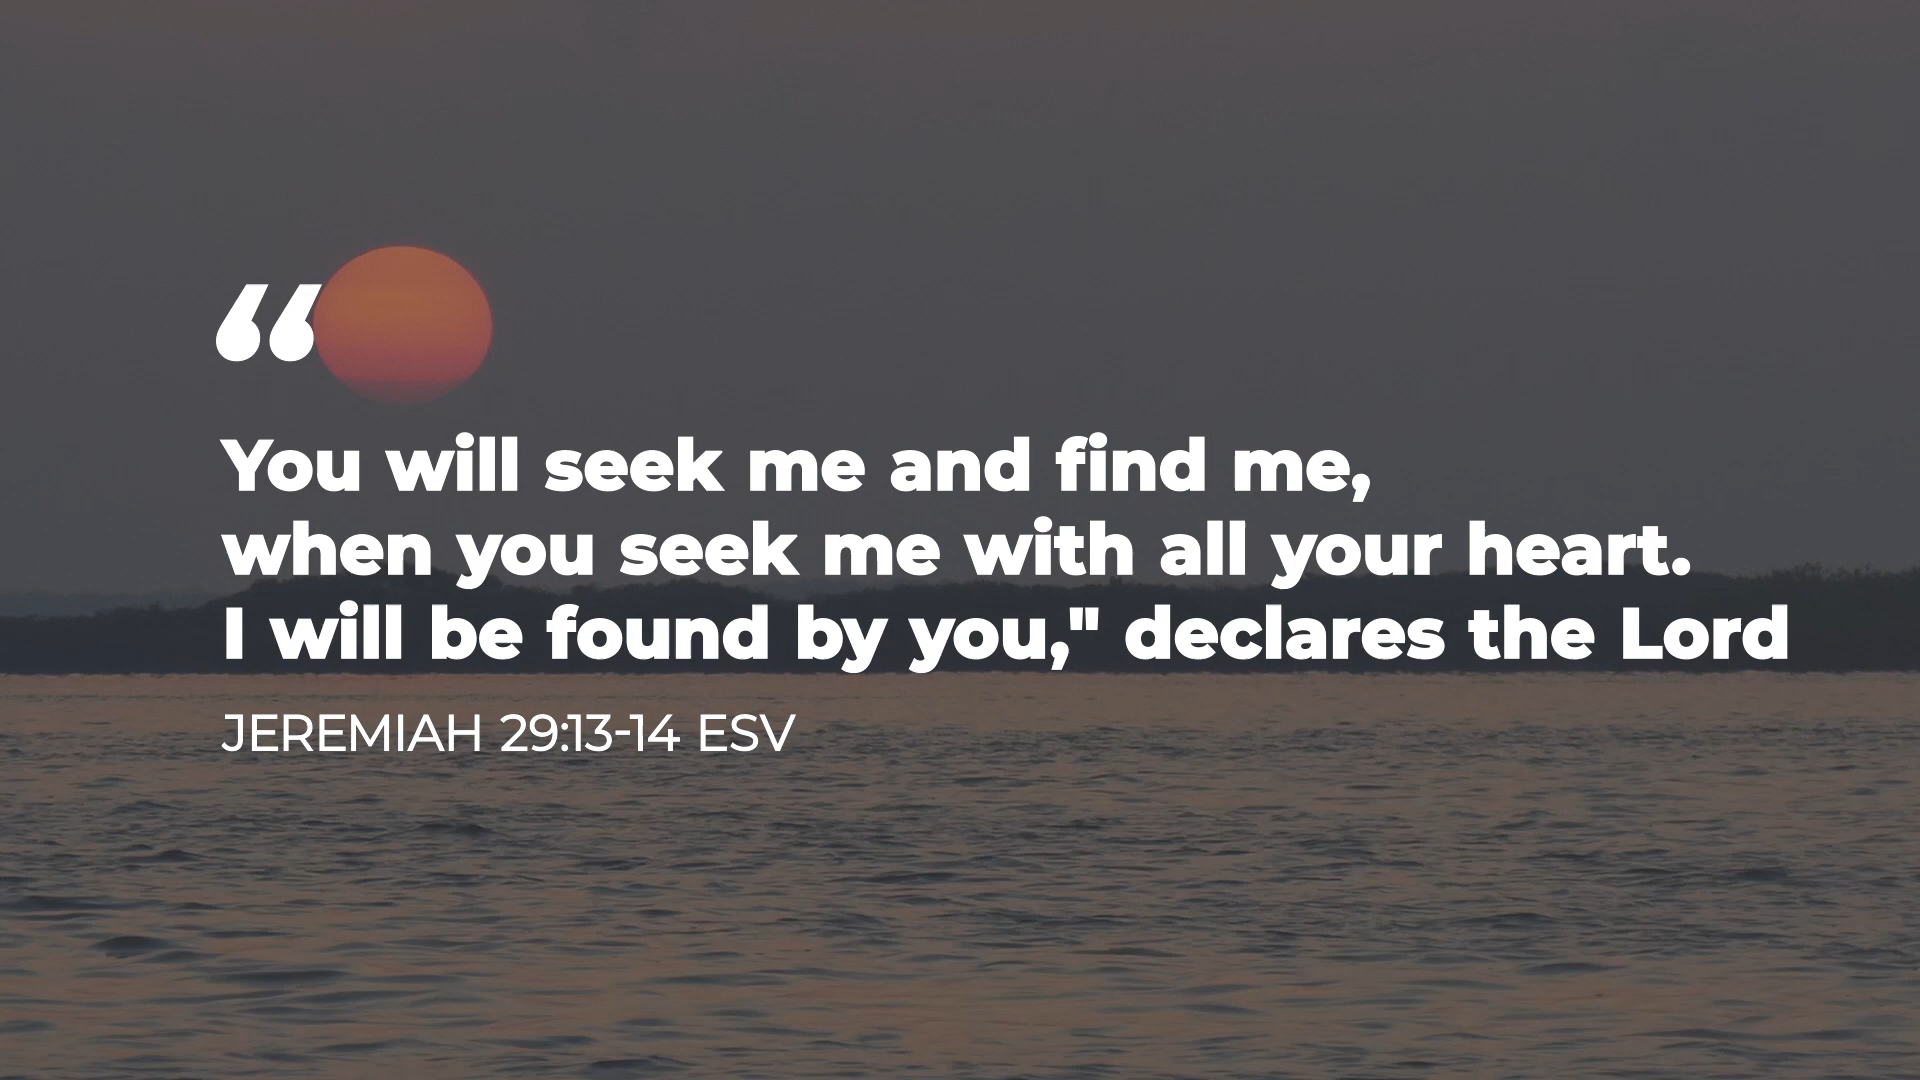 “
You will seek me and find me,
when you seek me with all your heart.
I will be found by you," declares the Lord
JEREMIAH 29:13-14 ESV